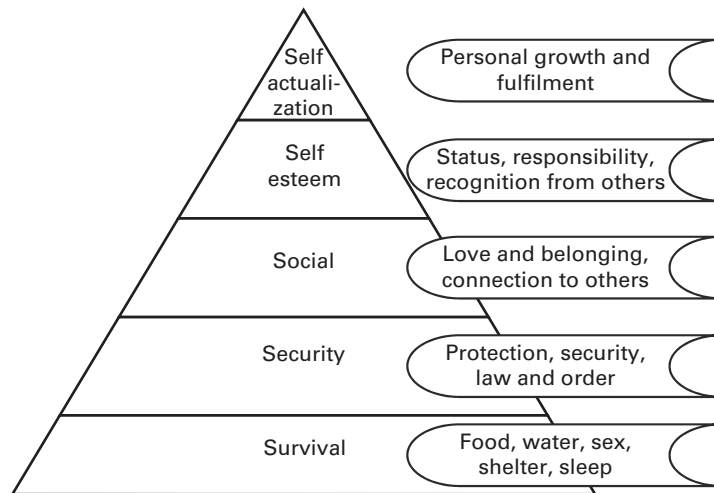 Self
actuali-
zation
Personal growth and
fulfilment
Self
esteem
Status, responsibility,
recognition from others
Social
Love and belonging,
connection to others
Security
Protection, security,
law and order
Survival
Food, water, sex,
shelter, sleep